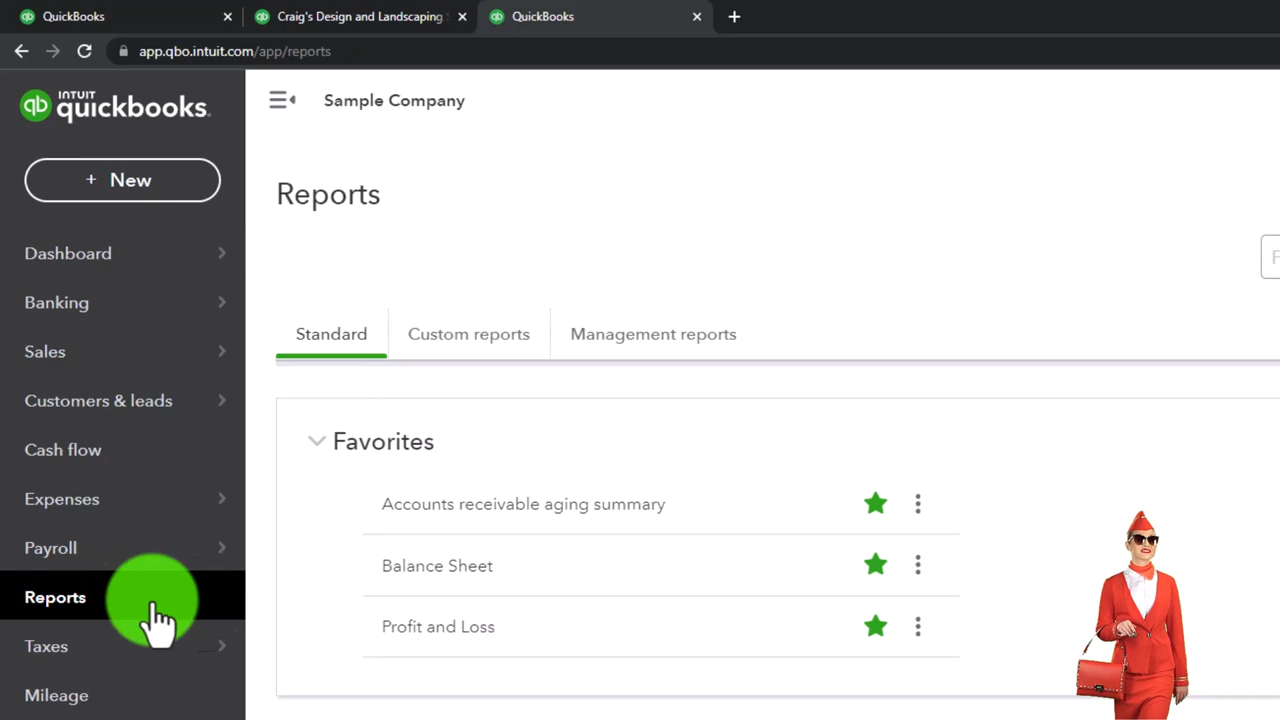 QuickBooks
Craig's Design and Landscaping
QuickBooks
app.qbo.intuit.com/app/reports
qb INTUIT quickbooks.
Sample Company
+ New
Reports
Dashboard
Banking
Sales
Customers & leads
Cash flow
Expenses
Payroll
Reports
Taxes
Mileage
Standard
Custom reports
Management reports
Favorites
Accounts receivable aging summary
Balance Sheet
Profit and Loss